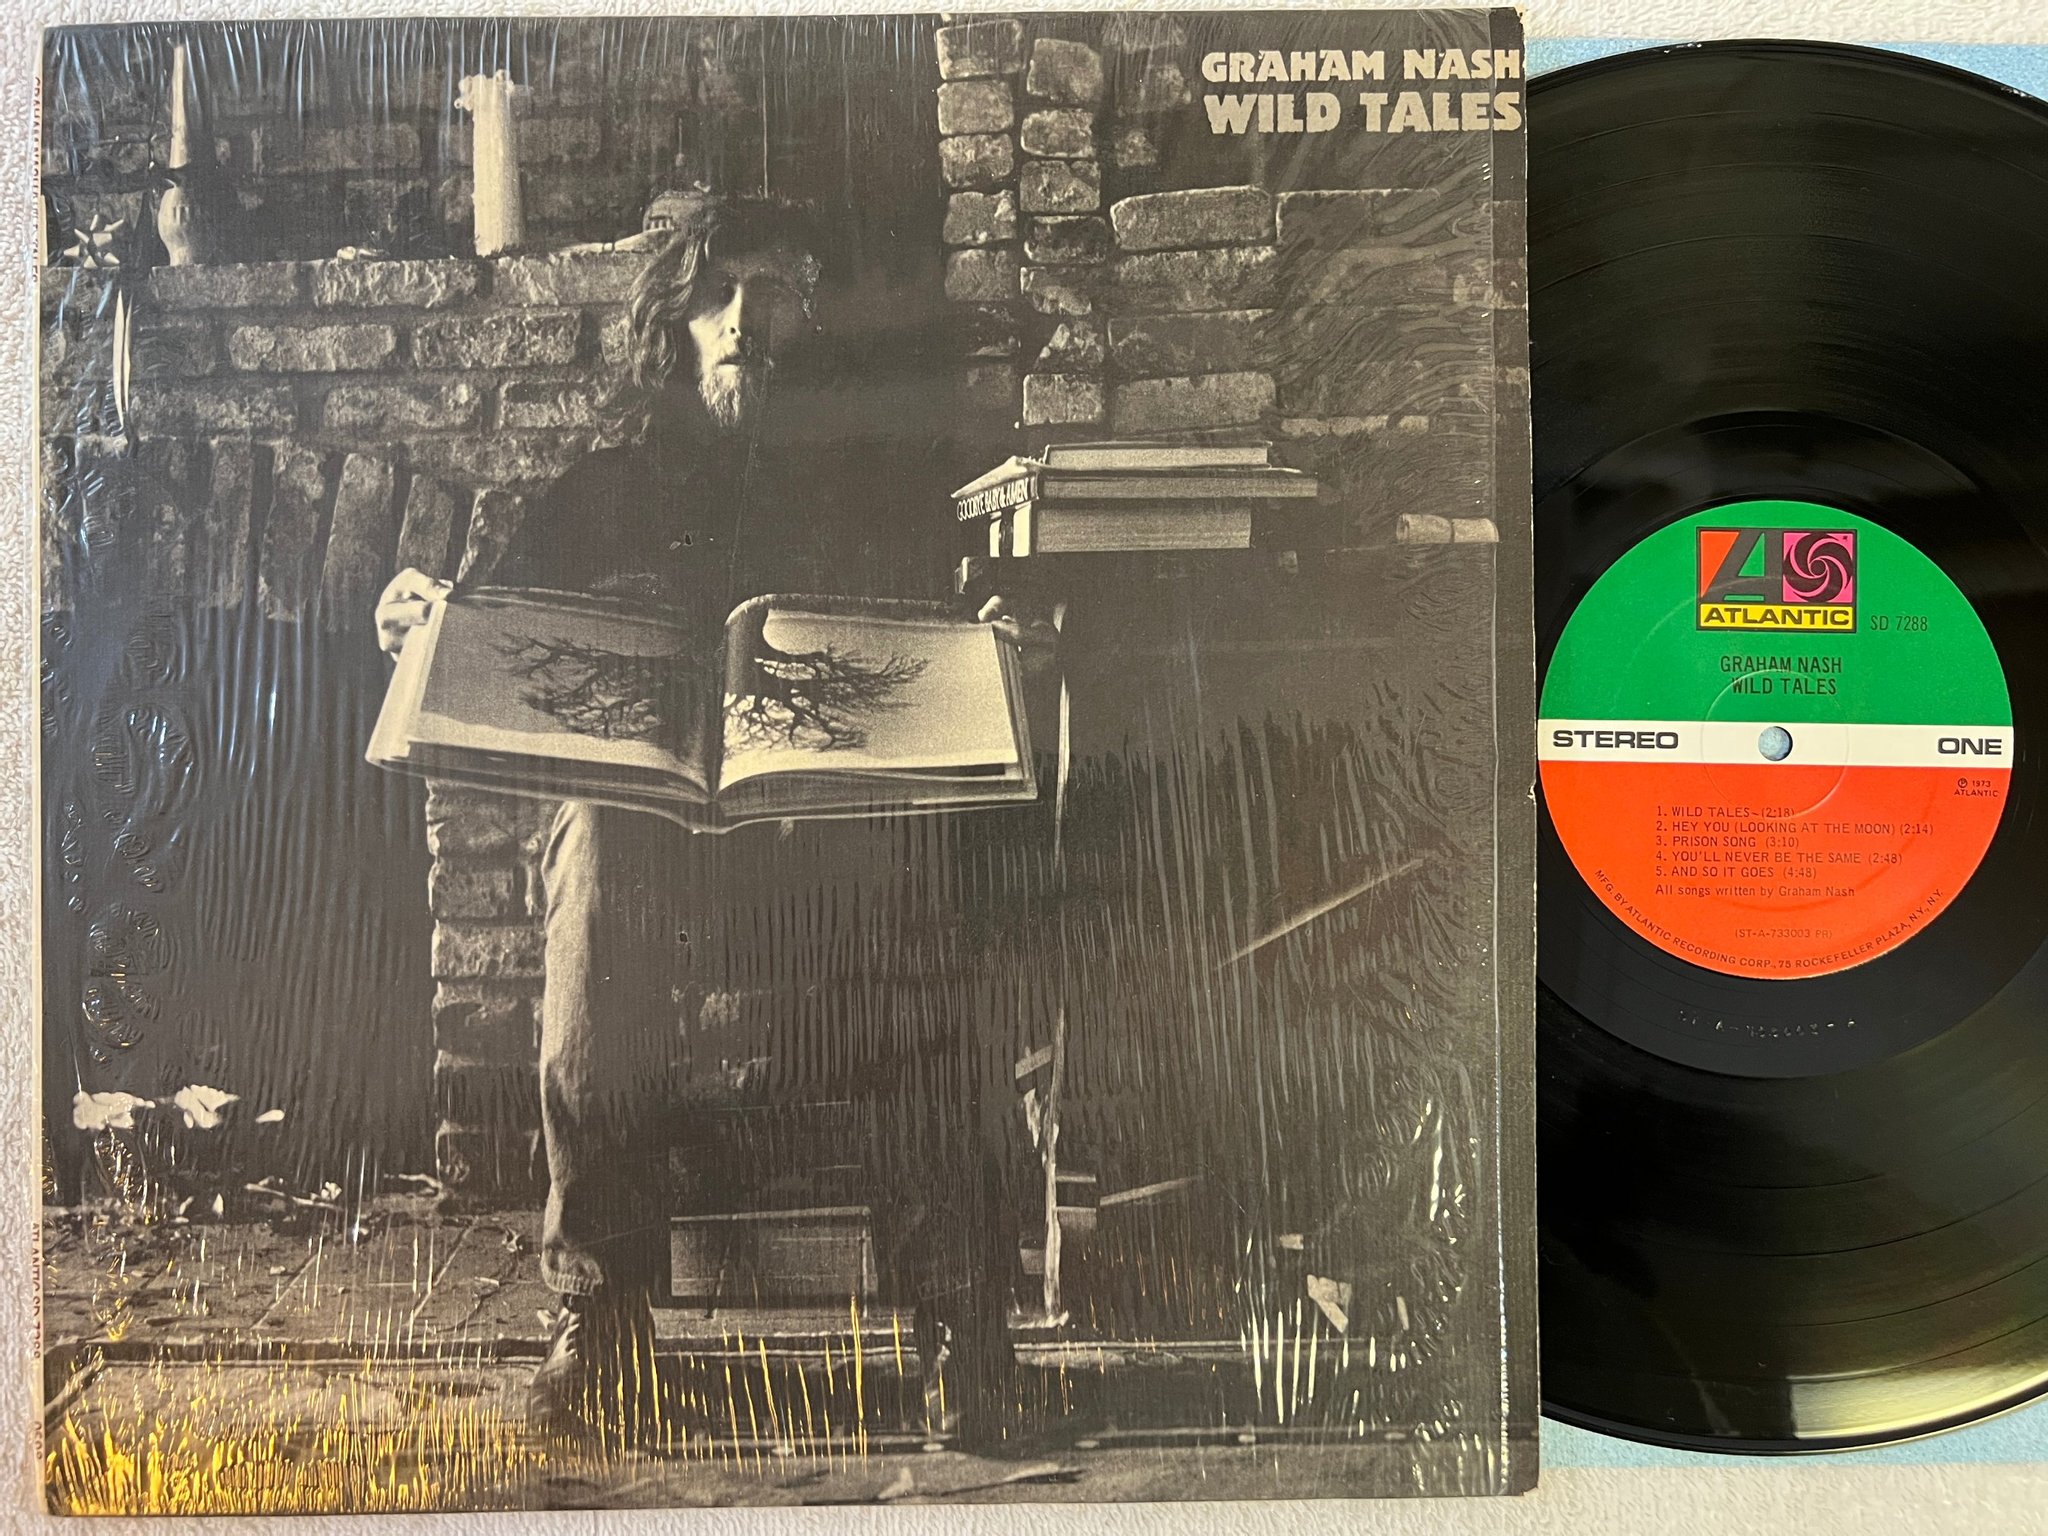 GRAHAM NASH
WILD TALES
GOODBYE BABY & AMEN
ATLANTIC
SD 7288
GRAHAM NASH
WILD TALES
STEREO
ONE
℗ 1973
ATLANTIC
1. WILD TALES (2:18)
2. HEY YOU (LOOKING AT THE MOON) (2:14)
3. PRISON SONG (3:10)
4. YOU'LL NEVER BE THE SAME (2:48)
5. AND SO IT GOES (4:48)
All songs written by Graham Nash
(ST-A-733003 PR)
MFG. BY ATLANTIC RECORDING CORP., 75 ROCKEFELLER PLAZA, N.Y., N.Y.